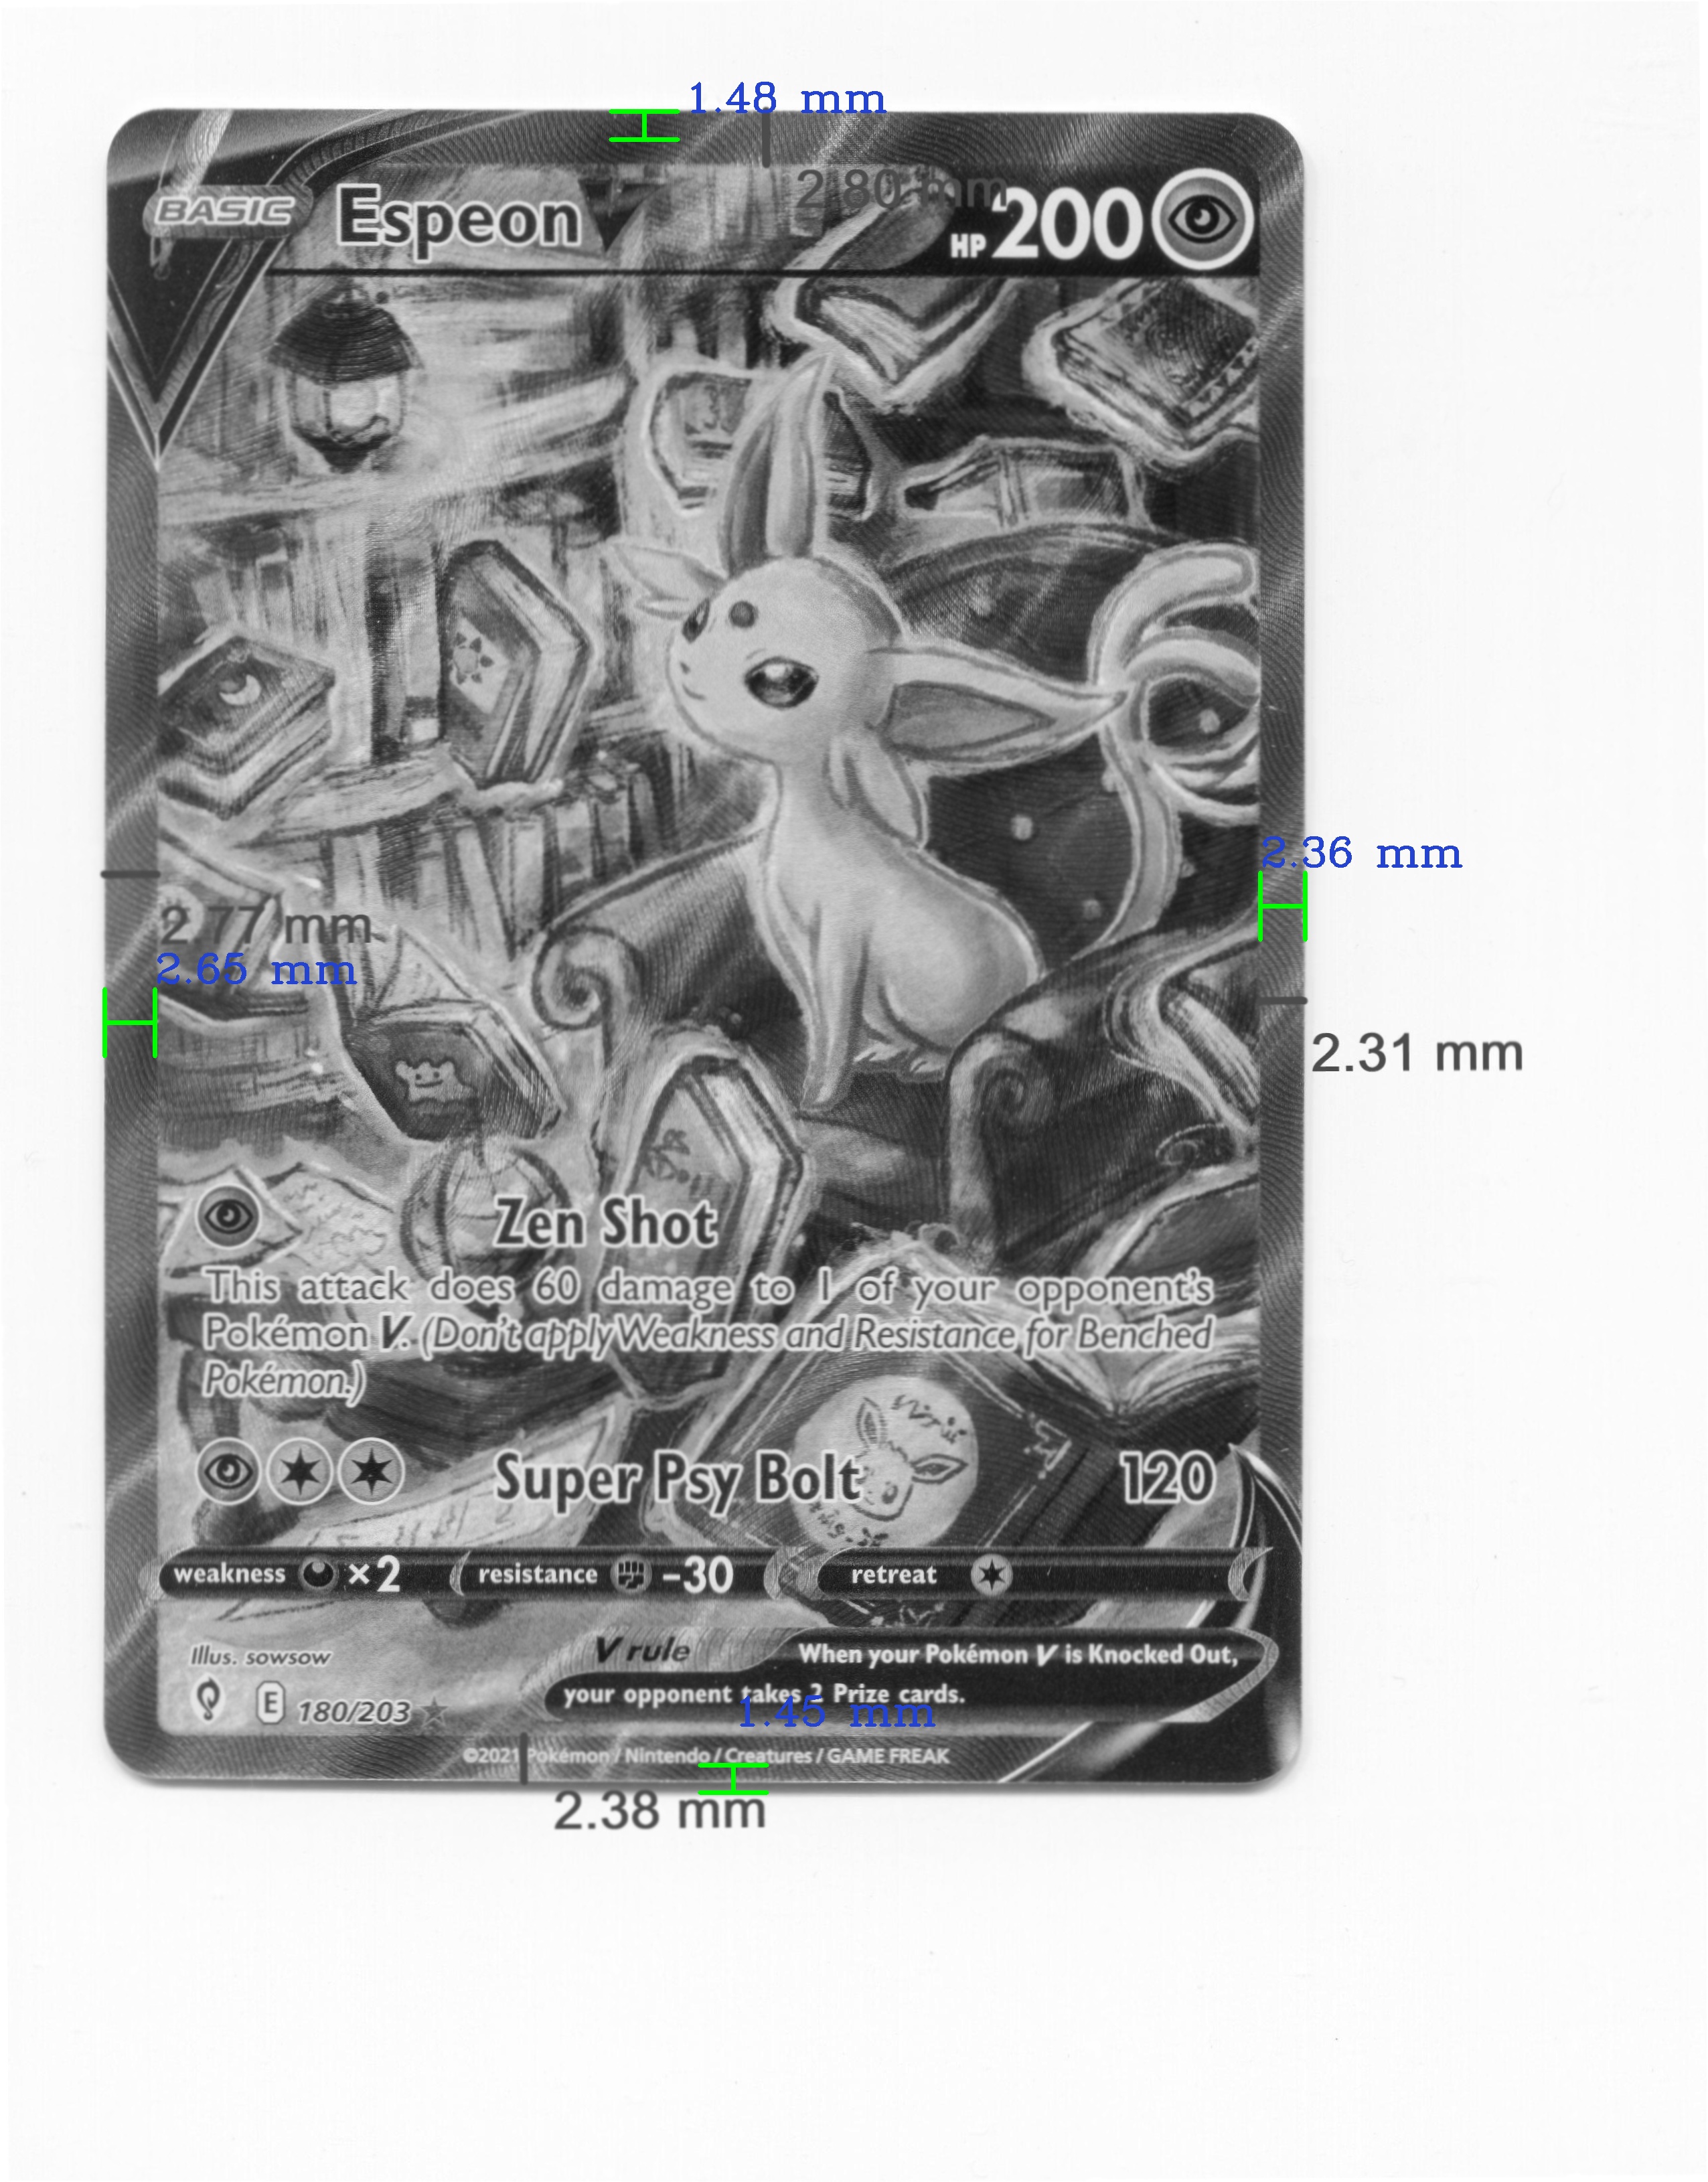 1.48 mm
2.80 mm
BASIC
Espeon
HP 200
2.36 mm
2.77 mm
2.65 mm
2.31 mm
Zen Shot
This attack does 60 damage to 1 of your opponent's
Pokémon V. (Don't apply Weakness and Resistance for Benched
Pokémon.)
Super Psy Bolt 120
weakness ×2 resistance -30 retreat
Illus. sowsow
V rule When your Pokémon V is Knocked Out,
your opponent takes 2 Prize cards.
E 180/203
1.45 mm
©2021 Pokémon / Nintendo / Creatures / GAME FREAK
2.38 mm